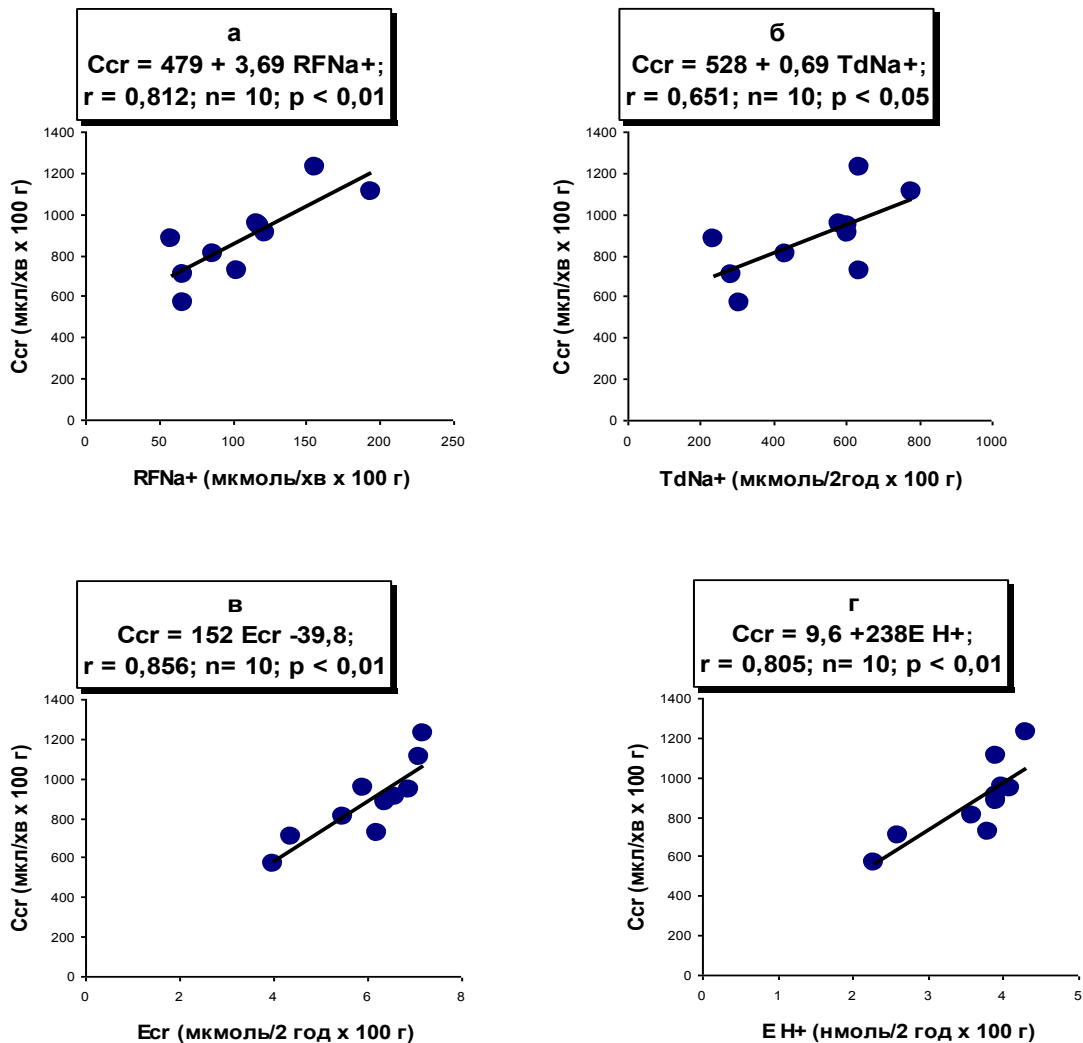 а
Ccr = 479 + 3,69 RFNa+;
r = 0,812; n= 10; p < 0,01
1400
1200
1000
800
600
400
200
0
0 50 100 150 200 250
Ccr (мкл/хв х 100 г)
RFNa+ (мкмоль/хв х 100 г)
б
Ccr = 528 + 0,69 TdNa+;
r = 0,651; n= 10; p < 0,05
1400
1200
1000
800
600
400
200
0
0 200 400 600 800 1000
Ccr (мкл/хв х 100 г)
TdNa+ (мкмоль/2год х 100 г)
в
Ccr = 152 Ecr -39,8;
r = 0,856; n= 10; p < 0,01
1400
1200
1000
800
600
400
200
0
0 2 4 6 8
Ccr (мкл/хв х 100 г)
Ecr (мкмоль/2 год х 100 г)
г
Ccr = 9,6 +238E H+;
r = 0,805; n= 10; p < 0,01
1400
1200
1000
800
600
400
200
0
0 1 2 3 4 5
Ccr (мкл/хв х 100 г)
E H+ (нмоль/2 год х 100 г)